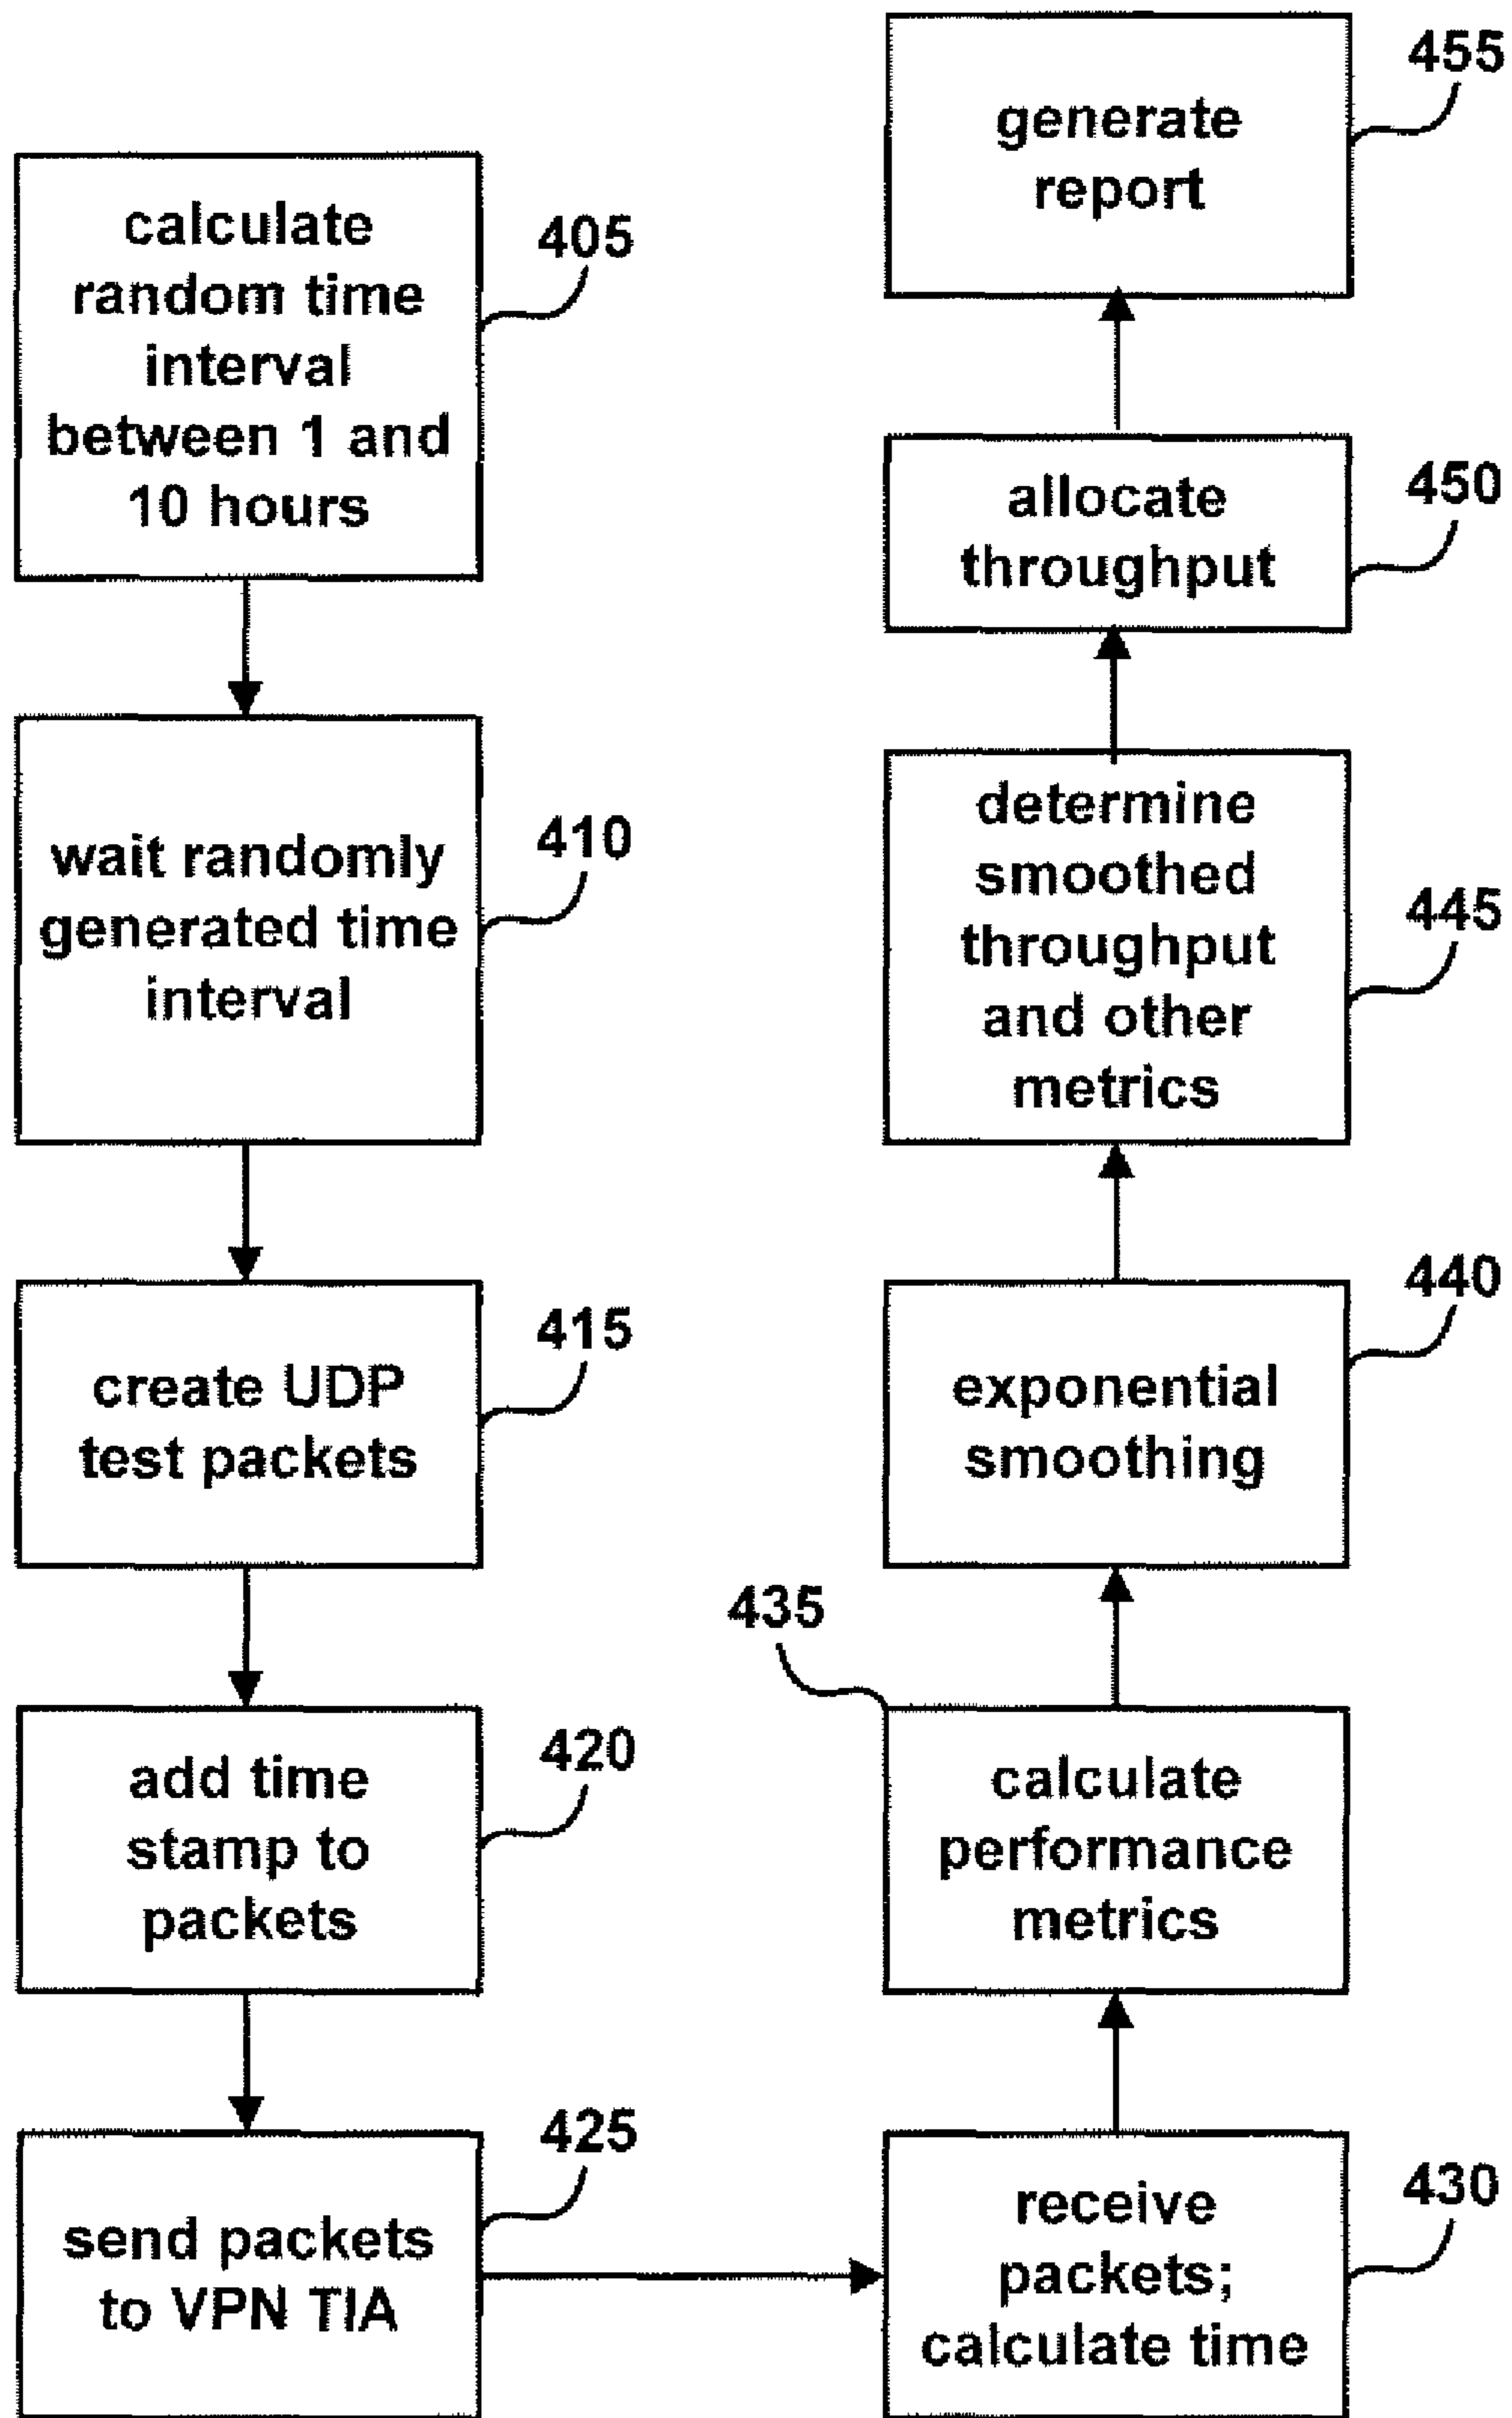 calculate
random time
interval
between 1 and
10 hours
405
wait randomly
generated time
interval
410
create UDP
test packets
415
add time
stamp to
packets
420
send packets
to VPN TIA
425
receive
packets;
calculate time
430
calculate
performance
metrics
435
exponential
smoothing
440
determine
smoothed
throughput
and other
metrics
445
allocate
throughput
450
generate
report
455